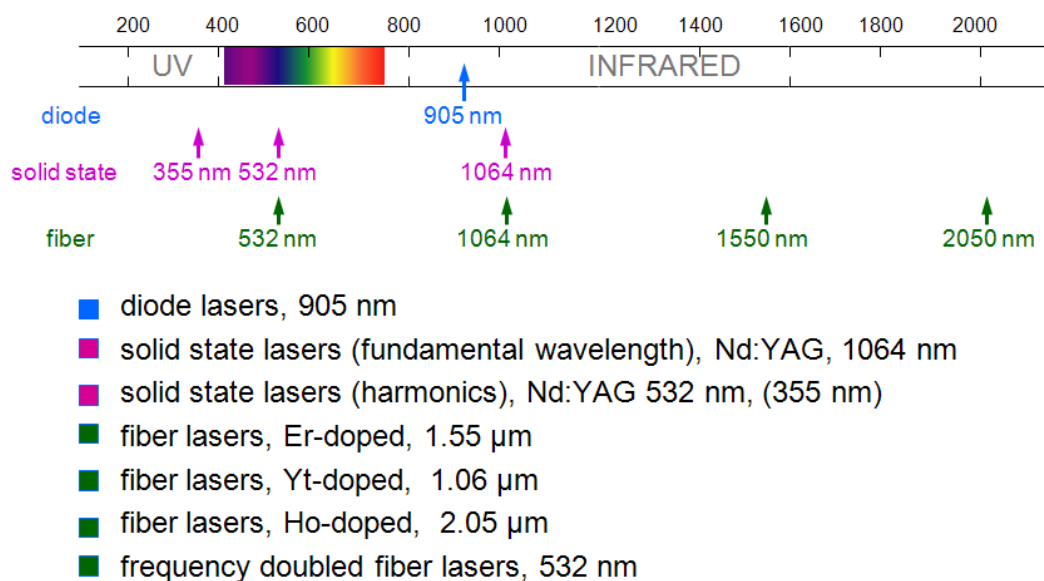 200 400 600 800 1000 1200 1400 1600 1800 2000
UV INFRARED
diode 905 nm
solid state 355 nm 532 nm 1064 nm
fiber 532 nm 1064 nm 1550 nm 2050 nm
diode lasers, 905 nm
solid state lasers (fundamental wavelength), Nd:YAG, 1064 nm
solid state lasers (harmonics), Nd:YAG 532 nm, (355 nm)
fiber lasers, Er-doped, 1.55 µm
fiber lasers, Yt-doped, 1.06 µm
fiber lasers, Ho-doped, 2.05 µm
frequency doubled fiber lasers, 532 nm